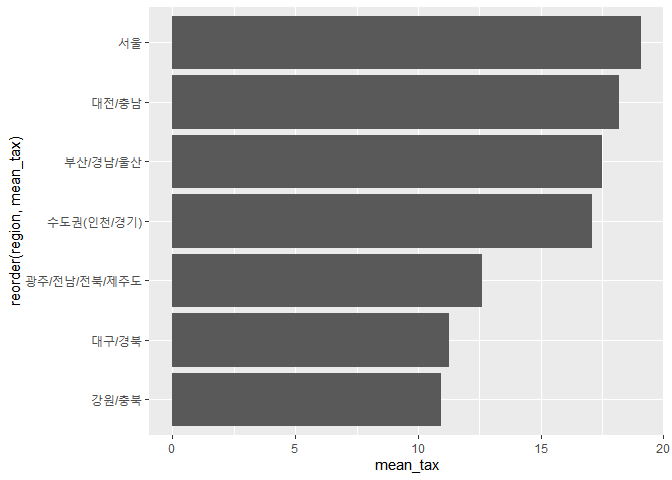 reorder(region, mean_tax)
서울
대전/충남
부산/경남/울산
수도권(인천/경기)
광주/전남/전북/제주도
대구/경북
강원/충북
0 5 10 15 20
mean_tax